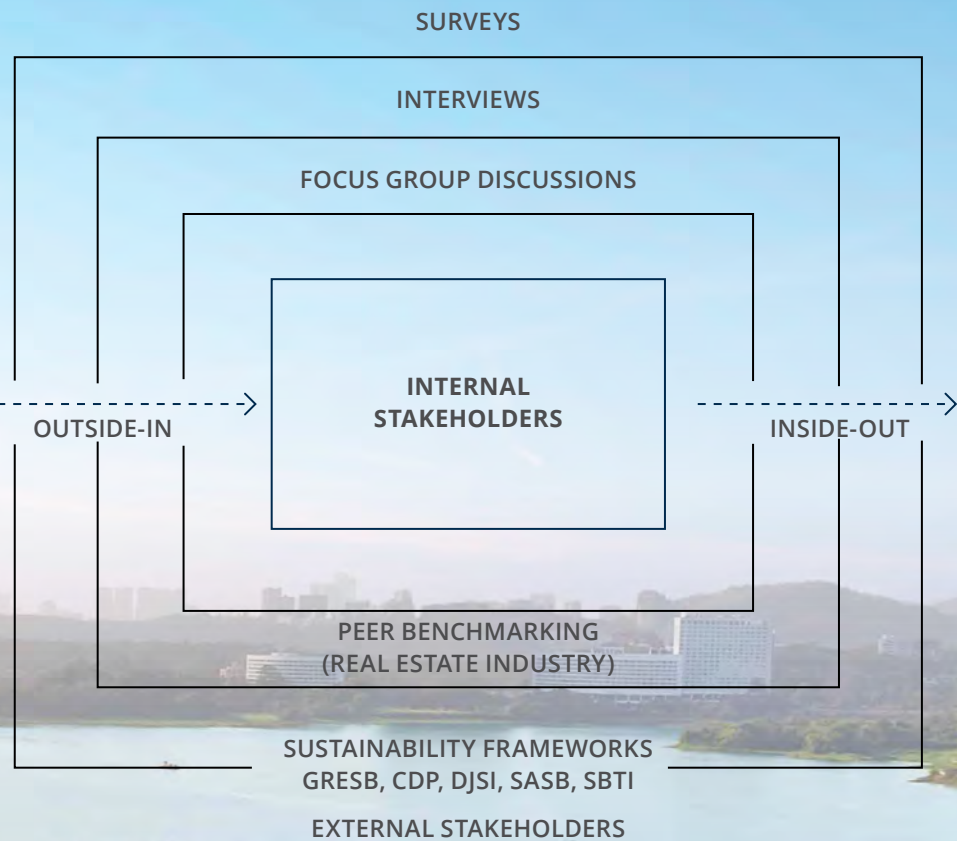 SURVEYS
INTERVIEWS
FOCUS GROUP DISCUSSIONS
INTERNAL
STAKEHOLDERS
OUTSIDE-IN
INSIDE-OUT
PEER BENCHMARKING
(REAL ESTATE INDUSTRY)
SUSTAINABILITY FRAMEWORKS
GRESB, CDP, DJSI, SASB, SBTI
EXTERNAL STAKEHOLDERS